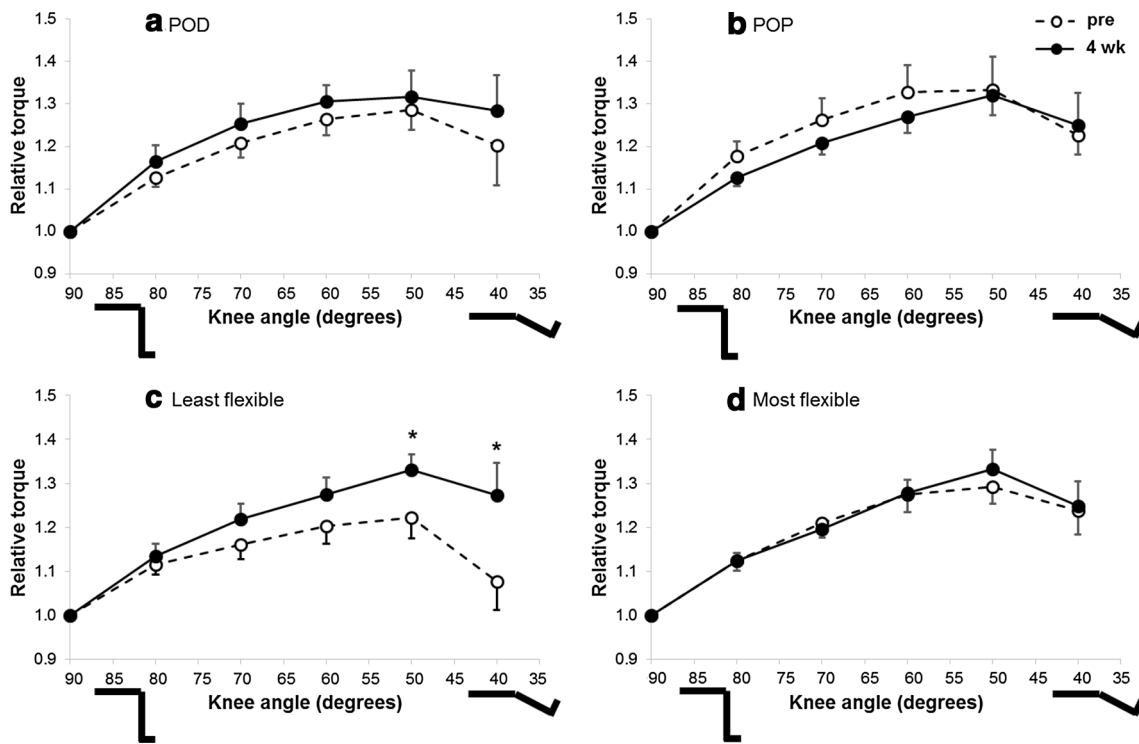 a POD
Relative torque
1.5
1.4
1.3
1.2
1.1
1.0
0.9
90 85 80 75 70 65 60 55 50 45 40 35
Knee angle (degrees)
b POP
pre
4 wk
Relative torque
1.5
1.4
1.3
1.2
1.1
1.0
0.9
90 85 80 75 70 65 60 55 50 45 40 35
Knee angle (degrees)
c Least flexible
* *
Relative torque
1.5
1.4
1.3
1.2
1.1
1.0
0.9
90 85 80 75 70 65 60 55 50 45 40 35
Knee angle (degrees)
d Most flexible
Relative torque
1.5
1.4
1.3
1.2
1.1
1.0
0.9
90 85 80 75 70 65 60 55 50 45 40 35
Knee angle (degrees)